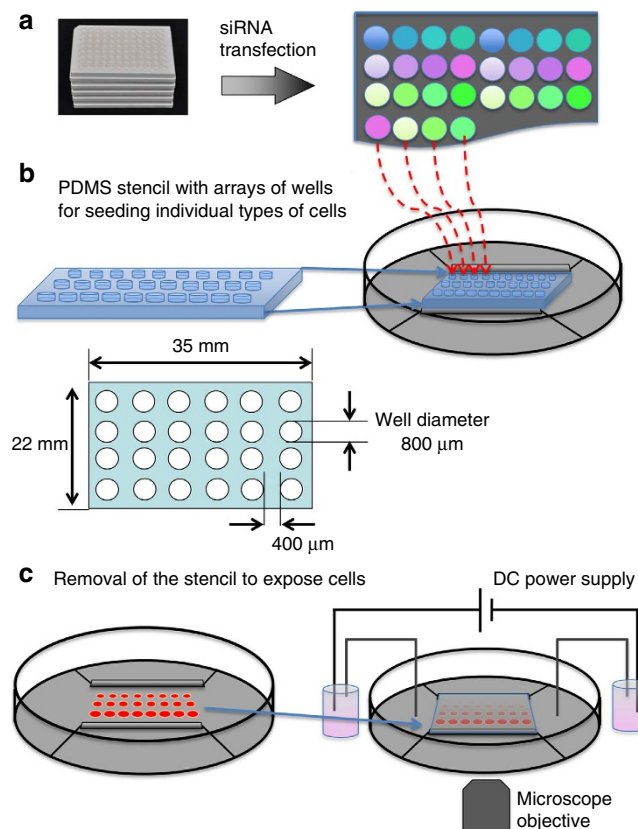 a
siRNA
transfection
b
PDMS stencil with arrays of wells
for seeding individual types of cells
35 mm
22 mm
Well diameter
800 μm
400 μm
c
Removal of the stencil to expose cells
DC power supply
Microscope
objective